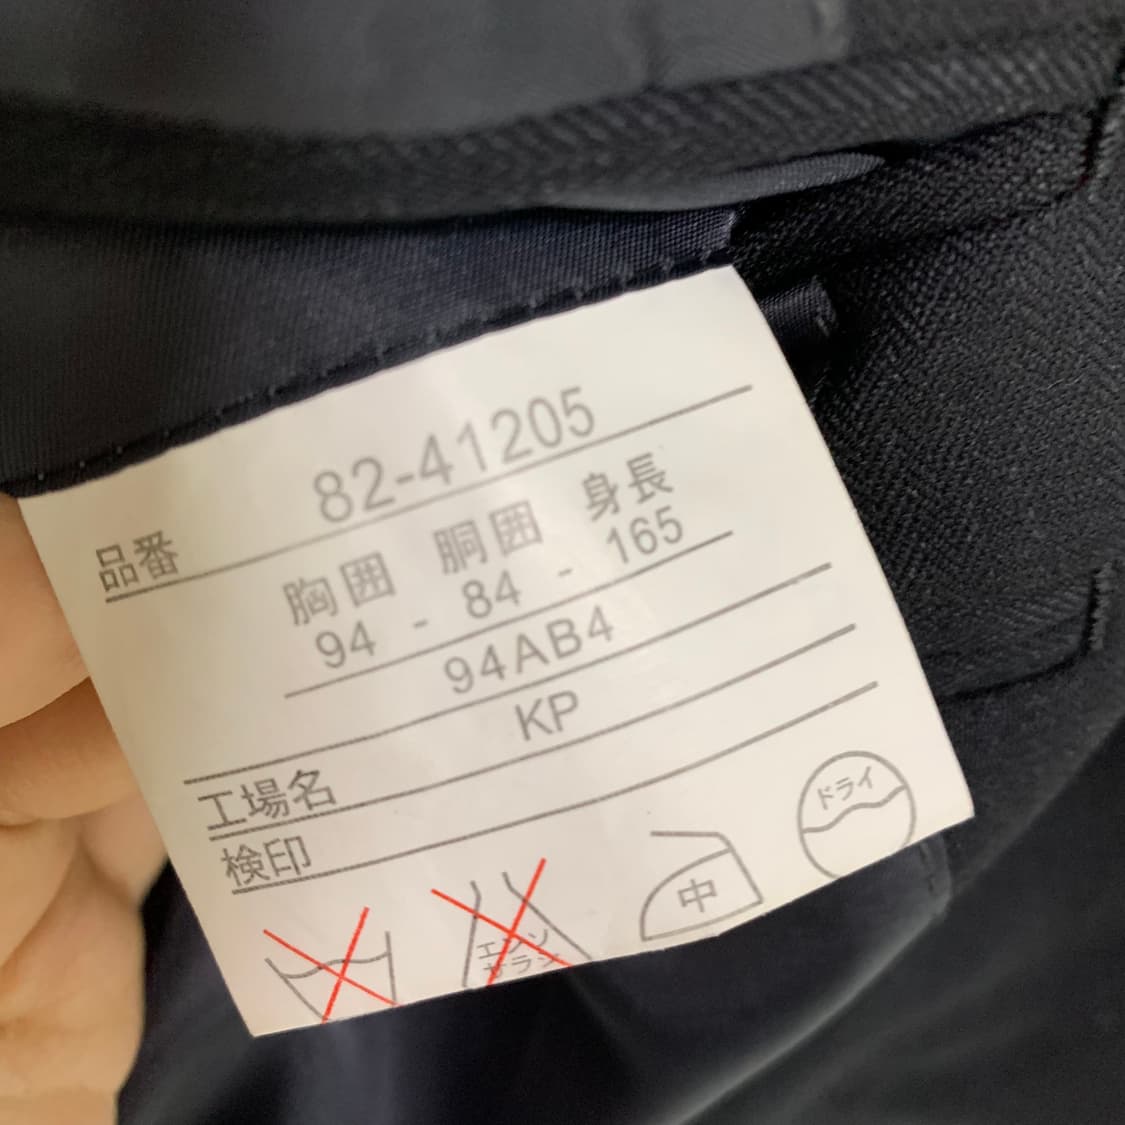 品番 82-41205
胸囲 胴囲 身長
94 - 84 - 165
94AB4
工場名 KP
検印
エンソ
サラシ
中
ドライ